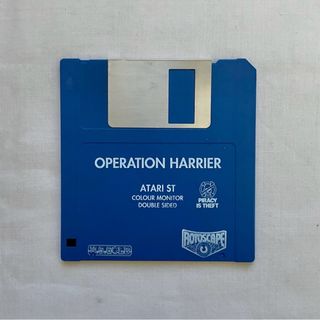 OPERATION HARRIER
ATARI ST
COLOUR MONITOR
DOUBLE SIDED
PIRACY
IS THEFT
ROTOSCAPE